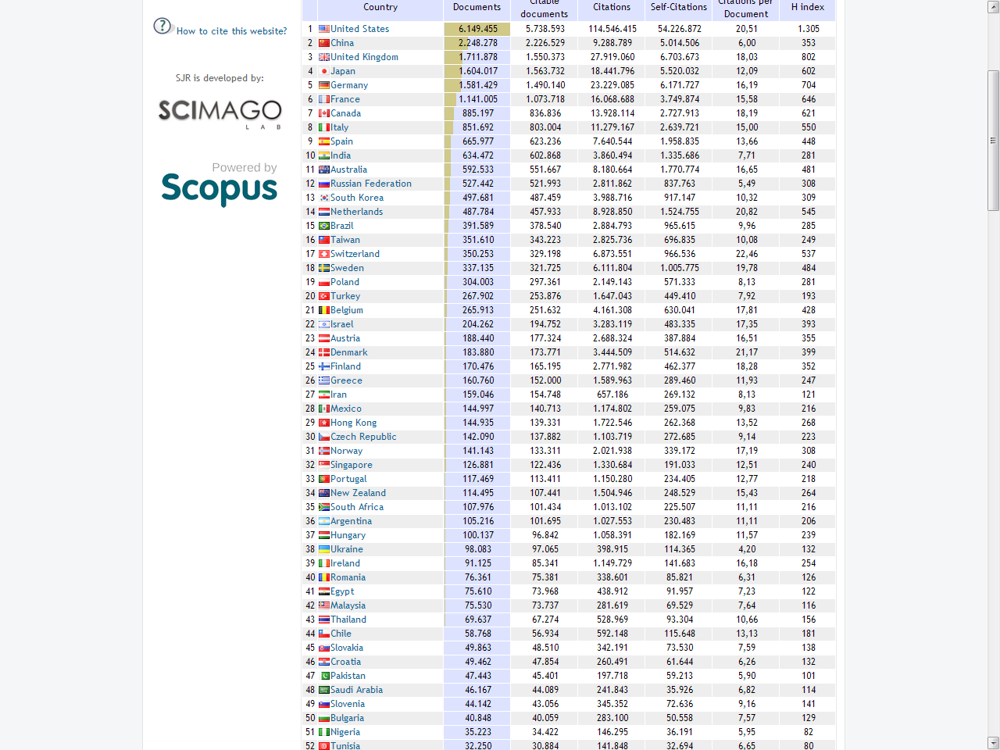 How to cite this website?
SJR is developed by:
SCIMAGO
LAB
Powered by
Scopus
Country Documents Citable documents Citations Self-Citations Citations per Document H index
1 United States 6.149.455 5.738.593 114.546.415 54.226.872 20,51 1.305
2 China 2.248.278 2.226.529 9.288.789 5.014.506 6,00 353
3 United Kingdom 1.711.878 1.550.373 27.919.060 6.703.673 18,03 802
4 Japan 1.604.017 1.563.732 18.441.796 5.520.032 12,09 602
5 Germany 1.581.429 1.490.140 23.229.085 6.171.727 16,19 704
6 France 1.141.005 1.073.718 16.068.688 3.749.874 15,58 646
7 Canada 885.197 836.836 13.928.114 2.727.913 18,19 621
8 Italy 851.692 803.004 11.279.167 2.639.721 15,00 550
9 Spain 665.977 623.236 7.640.544 1.958.835 13,66 448
10 India 634.472 602.868 3.860.494 1.335.686 7,71 281
11 Australia 592.533 551.667 8.180.664 1.770.774 16,65 481
12 Russian Federation 527.442 521.993 2.811.862 837.763 5,49 308
13 South Korea 497.681 487.459 3.988.716 917.147 10,32 309
14 Netherlands 487.784 457.933 8.928.850 1.524.755 20,82 545
15 Brazil 391.589 378.540 2.884.793 965.615 9,96 285
16 Taiwan 351.610 343.223 2.825.736 696.835 10,08 249
17 Switzerland 350.253 329.198 6.873.551 966.536 22,46 537
18 Sweden 337.135 321.725 6.111.804 1.005.775 19,78 484
19 Poland 304.003 297.361 2.149.143 571.333 8,13 281
20 Turkey 267.902 253.876 1.647.043 449.410 7,92 193
21 Belgium 265.913 251.632 4.161.308 630.041 17,81 428
22 Israel 204.262 194.752 3.283.119 483.335 17,35 393
23 Austria 188.440 177.324 2.688.324 387.884 16,51 355
24 Denmark 183.880 173.771 3.444.509 514.632 21,17 399
25 Finland 170.476 165.195 2.771.982 462.377 18,28 352
26 Greece 160.760 152.000 1.589.963 289.460 11,93 247
27 Iran 159.046 154.748 657.186 269.132 8,13 121
28 Mexico 144.997 140.713 1.174.802 259.075 9,83 216
29 Hong Kong 144.935 139.331 1.722.546 262.368 13,52 268
30 Czech Republic 142.090 137.882 1.103.719 272.685 9,14 223
31 Norway 141.143 133.311 2.021.938 339.172 17,19 308
32 Singapore 126.881 122.436 1.330.684 191.033 12,51 240
33 Portugal 117.469 113.411 1.150.280 234.405 12,77 218
34 New Zealand 114.495 107.441 1.504.946 248.529 15,43 264
35 South Africa 107.976 101.434 1.013.102 225.507 11,11 216
36 Argentina 105.216 101.695 1.027.553 230.483 11,11 206
37 Hungary 100.137 96.842 1.058.391 182.169 11,57 239
38 Ukraine 98.083 97.065 398.915 114.365 4,20 132
39 Ireland 91.125 85.341 1.149.729 141.683 16,18 254
40 Romania 76.361 75.381 338.601 85.821 6,31 126
41 Egypt 75.610 73.968 438.912 91.957 7,23 122
42 Malaysia 75.530 73.737 281.619 69.529 7,64 116
43 Thailand 69.637 67.274 528.969 93.304 10,66 156
44 Chile 58.768 56.934 592.148 115.648 13,13 181
45 Slovakia 49.863 48.510 342.191 73.530 7,59 138
46 Croatia 49.462 47.854 260.491 61.644 6,26 132
47 Pakistan 47.443 45.401 197.718 59.213 5,90 101
48 Saudi Arabia 46.167 44.089 241.843 35.926 6,82 114
49 Slovenia 44.142 43.056 345.352 72.636 9,16 141
50 Bulgaria 40.848 40.059 283.100 50.558 7,57 129
51 Nigeria 35.223 34.422 146.295 36.191 5,95 82
52 Tunisia 32.250 30.884 141.848 32.694 6,65 80